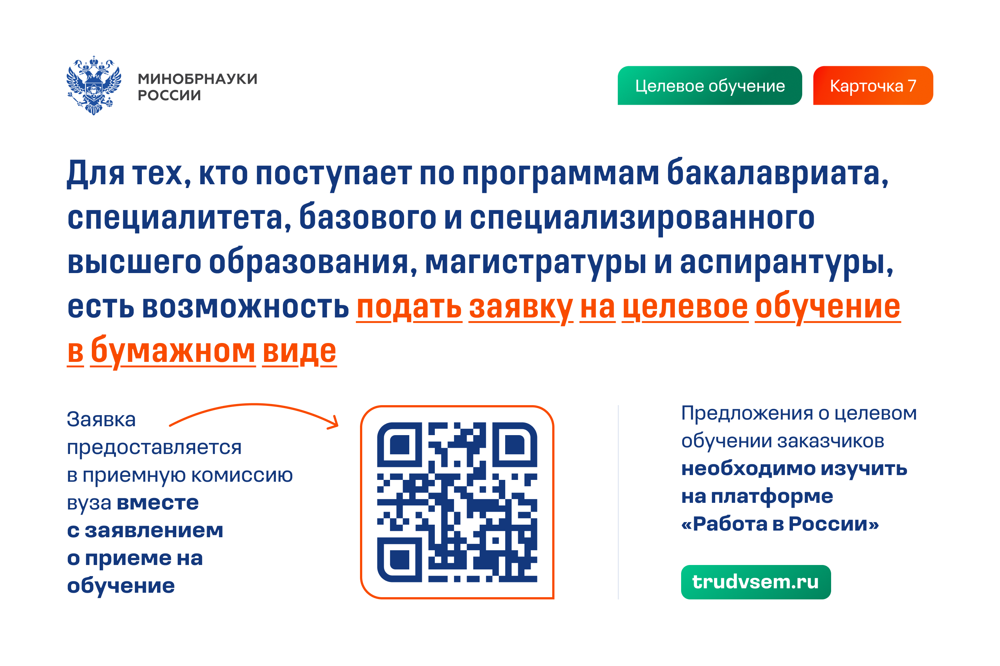 МИНОБРНАУКИ
РОССИИ
Целевое обучение
Карточка 7
Для тех, кто поступает по программам бакалавриата,
специалитета, базового и специализированного
высшего образования, магистратуры и аспирантуры,
есть возможность подать заявку на целевое обучение
в бумажном виде
Заявка
предоставляется
в приемную комиссию
вуза вместе
с заявлением
о приеме на
обучение
Предложения о целевом
обучении заказчиков
необходимо изучить
на платформе
«Работа в России»
trudvsem.ru